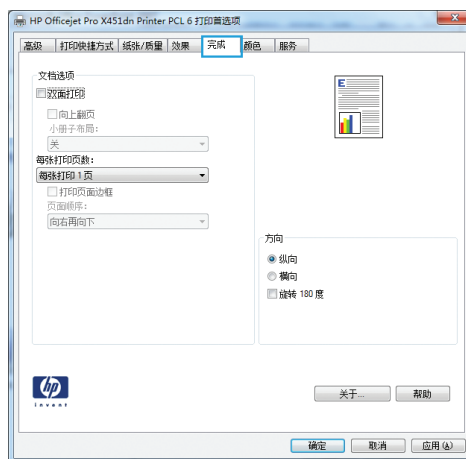 HP Officejet Pro X451dn Printer PCL 6 打印首选项
高级 打印快捷方式 纸张/质量 效果 完成 颜色 服务
文档选项
双面打印
向上翻页
小册子布局:
关
每张打印页数:
每张打印 1 页
打印页面边框
页面顺序:
向右再向下
E
方向
纵向
横向
旋转 180 度
hp
invent
关于... 帮助
确定 取消 应用(A)